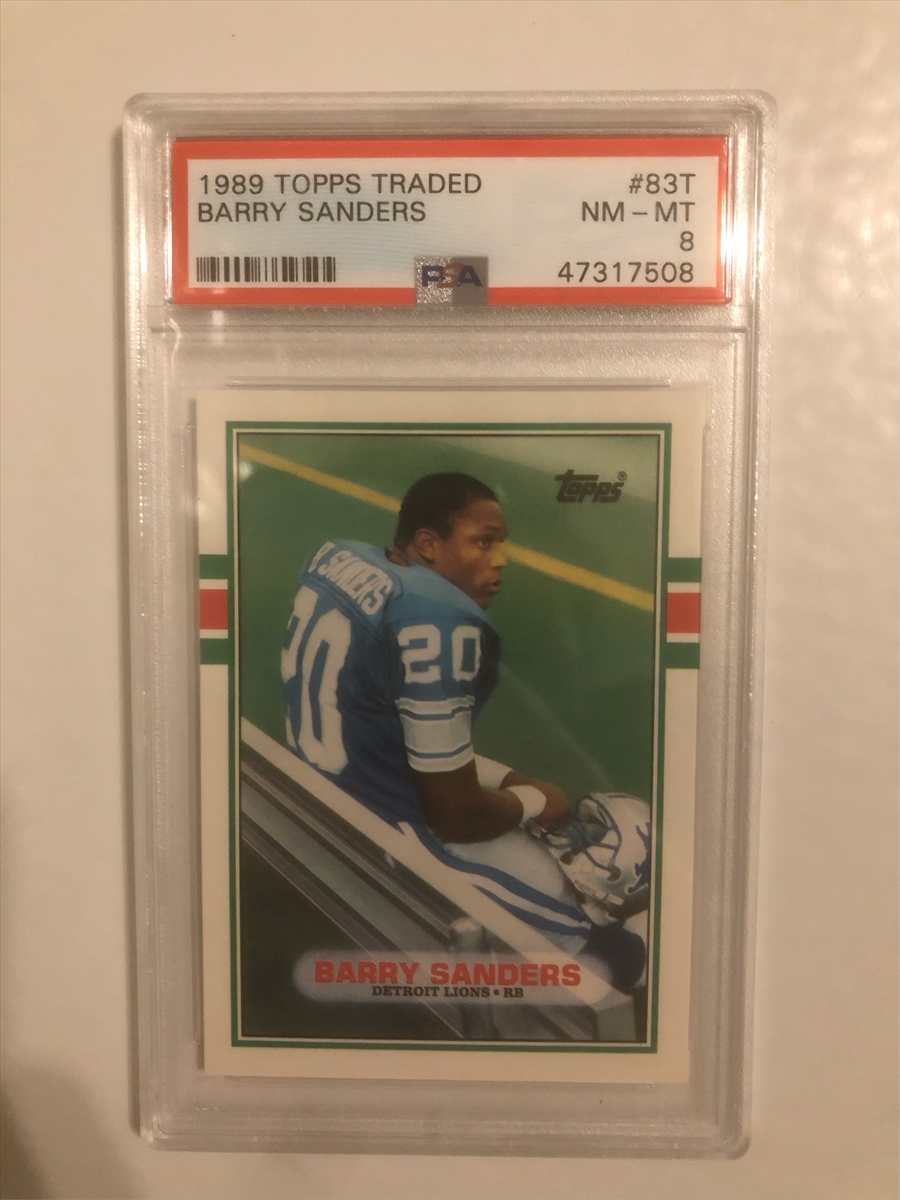 1989 TOPPS TRADED #83T
BARRY SANDERS NM - MT
8
PSA 47317508
topps®
B. SANDERS
20
20
BARRY SANDERS
DETROIT LIONS • RB